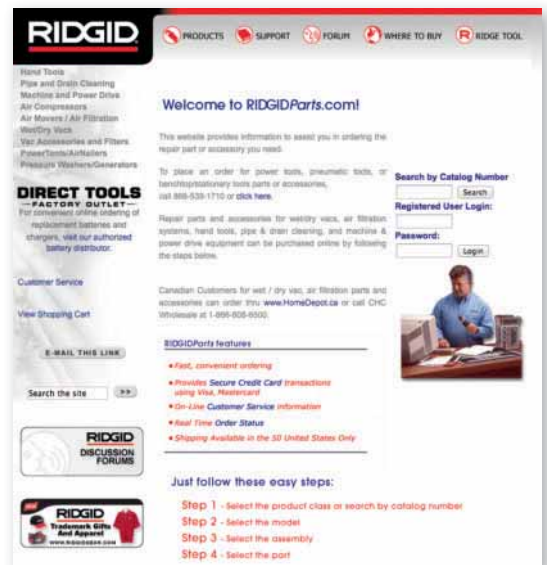 RIDGID
PRODUCTS SUPPORT FORUM WHERE TO BUY RIDGE TOOL
Hand Tools
Pipe and Drain Cleaning
Machine and Power Drive
Air Compressors
Air Movers / Air Filtration
Wet/Dry Vacs
Vac Accessories and Filters
PowerTools/AirNailers
Pressure Washers/Generators
DIRECT TOOLS
FACTORY OUTLET
For convenient online ordering of
replacement batteries and
chargers, visit our authorized
battery distributor.
Customer Service
View Shopping Cart
E-MAIL THIS LINK
Search the site >>
RIDGID
DISCUSSION
FORUMS
RIDGID
Trademark Gifts
And Apparel
Welcome to RIDGIDParts.com!
This website provides information to assist you in ordering the
repair part or accessory you need.
To place an order for power tools, pneumatic tools, or
benchtop/stationary tools parts or accessories,
call 866-539-1710 or click here.
Repair parts and accessories for wet/dry vacs, air filtration
systems, hand tools, pipe & drain cleaning, and machine &
power drive equipment can be purchased online by following
the steps below.
Canadian Customers for wet / dry vac, air filtration parts and
accessories can order thru www.HomeDepot.ca or call CHC
Wholesale at 1-866-808-6500.
RIDGIDParts features
• Fast, convenient ordering
• Provides Secure Credit Card transactions
using Visa, Mastercard
• On-Line Customer Service information
• Real Time Order Status
• Shipping Available in the 50 United States Only
Search by Catalog Number
Search
Registered User Login:
Password:
Login
Just follow these easy steps:
Step 1 - Select the product class or search by catalog number
Step 2 - Select the model
Step 3 - Select the assembly
Step 4 - Select the part